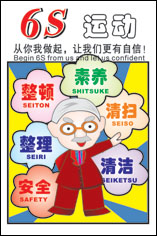 6S 运动
从你我做起，让我们更有自信！
Begin 6S from us and let us confident
素养
SHITSUKE
整顿
SEITON
清扫
SEISO
整理
SEIRI
清洁
SEIKETSU
安全
SAFETY